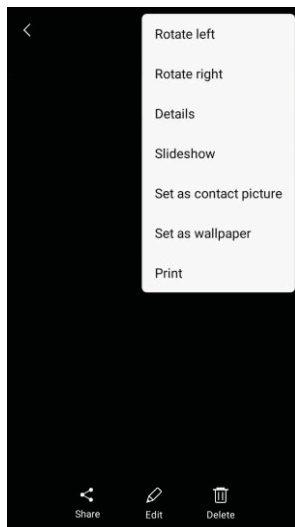 Rotate left
Rotate right
Details
Slideshow
Set as contact picture
Set as wallpaper
Print
Share Edit Delete